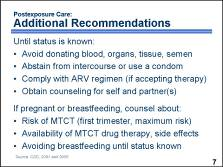 Postexposure Care:
Additional Recommendations
Until status is known:
• Avoid donating blood, organs, tissue, semen
• Abstain from intercourse or use a condom
• Comply with ARV regimen (if accepting therapy)
• Obtain counseling for self and partner(s)
If pregnant or breastfeeding, counsel about:
• Risk of MTCT (first trimester, maximum risk)
• Availability of MTCT drug therapy, side effects
• Avoiding breastfeeding until status known
Source: CDC, 2001 and 2005
7